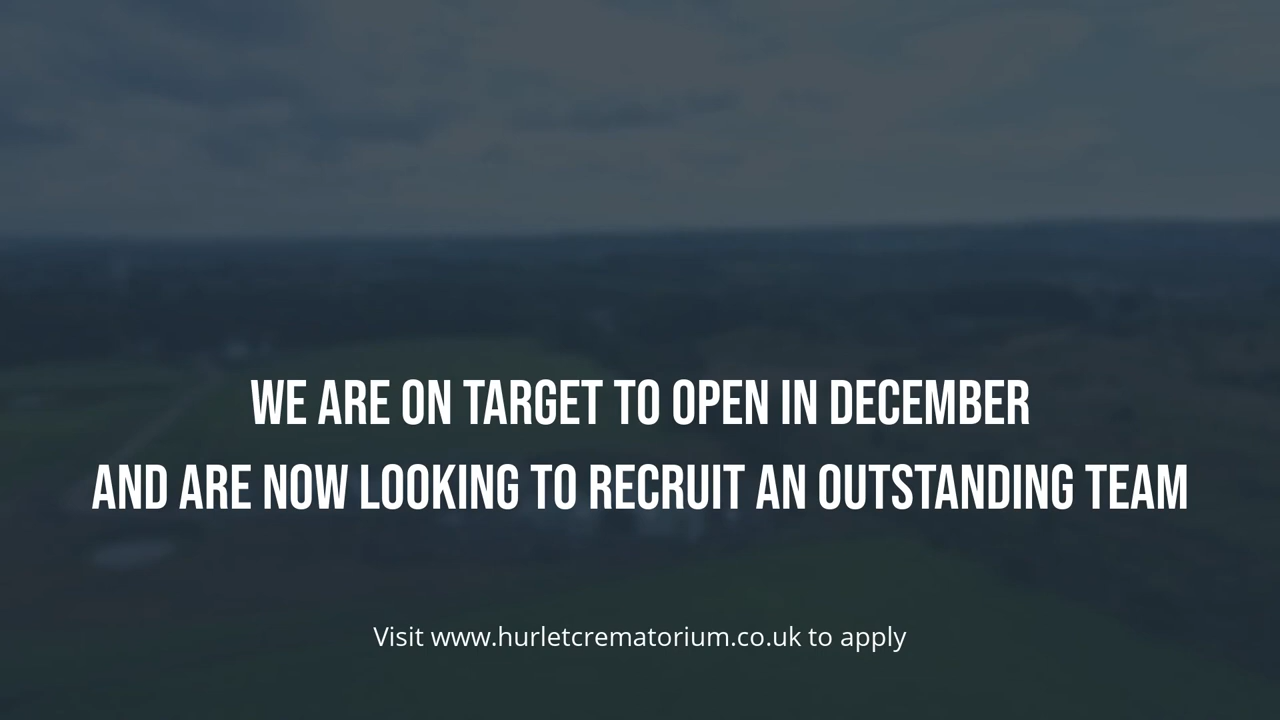 WE ARE ON TARGET TO OPEN IN DECEMBER
AND ARE NOW LOOKING TO RECRUIT AN OUTSTANDING TEAM
Visit www.hurletcrematorium.co.uk to apply